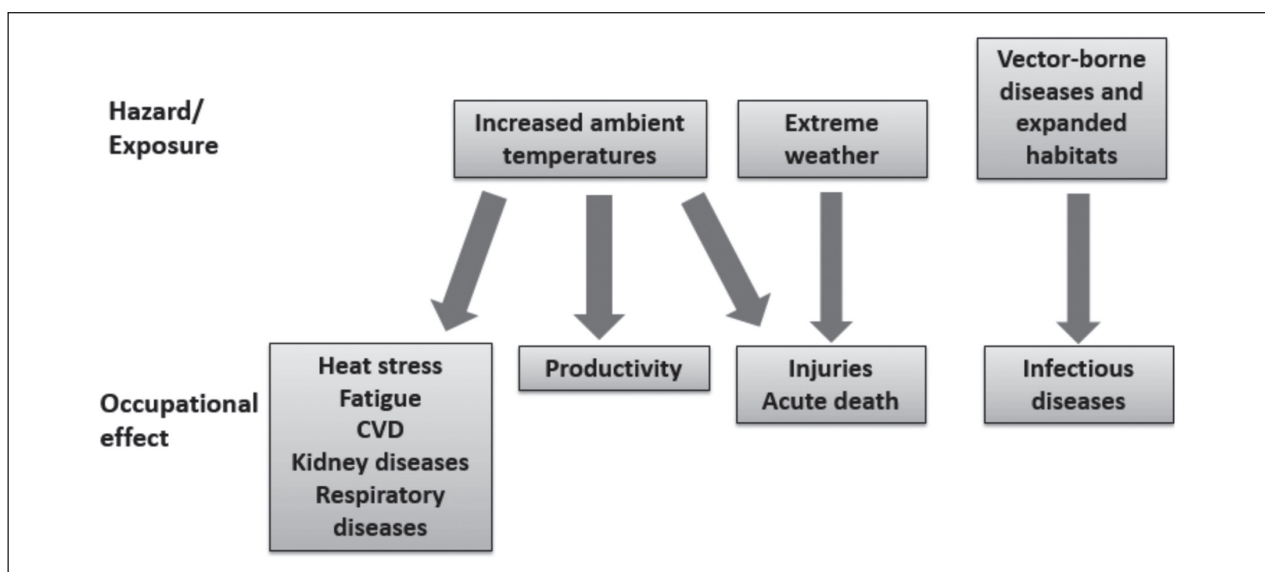 Hazard/
Exposure
Increased ambient
temperatures
Extreme
weather
Vector-borne
diseases and
expanded
habitats
Occupational
effect
Heat stress
Fatigue
CVD
Kidney diseases
Respiratory
diseases
Productivity
Injuries
Acute death
Infectious
diseases